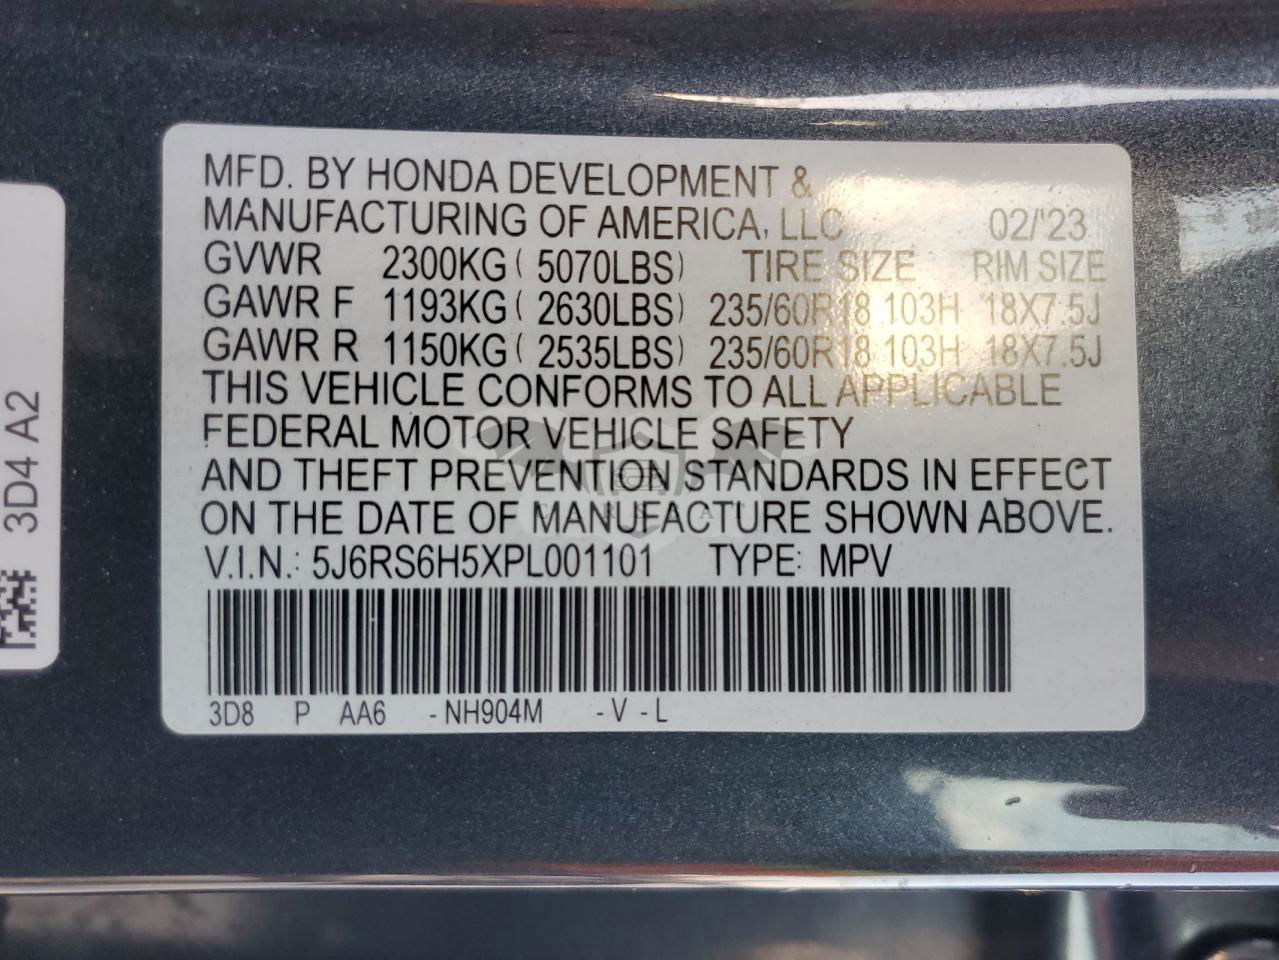 MFD. BY HONDA DEVELOPMENT &
MANUFACTURING OF AMERICA, LLC 02/'23
GVWR 2300KG ( 5070LBS) TIRE SIZE RIM SIZE
GAWR F 1193KG ( 2630LBS) 235/60R18 103H 18X7.5J
GAWR R 1150KG ( 2535LBS) 235/60R18 103H 18X7.5J
THIS VEHICLE CONFORMS TO ALL APPLICABLE
FEDERAL MOTOR VEHICLE SAFETY
AND THEFT PREVENTION STANDARDS IN EFFECT
ON THE DATE OF MANUFACTURE SHOWN ABOVE.
V.I.N.: 5J6RS6H5XPL001101 TYPE: MPV
3D8 P AA6 -NH904M -V -L
3D4 A2